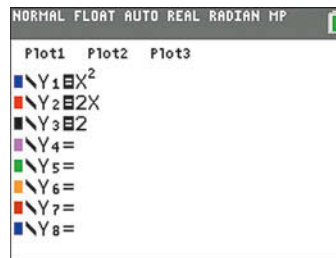 NORMAL FLOAT AUTO REAL RADIAN MP
Plot1 Plot2 Plot3
\Y₁=X²
\Y₂=2X
\Y₃=2
\Y₄=
\Y₅=
\Y₆=
\Y₇=
\Y₈=